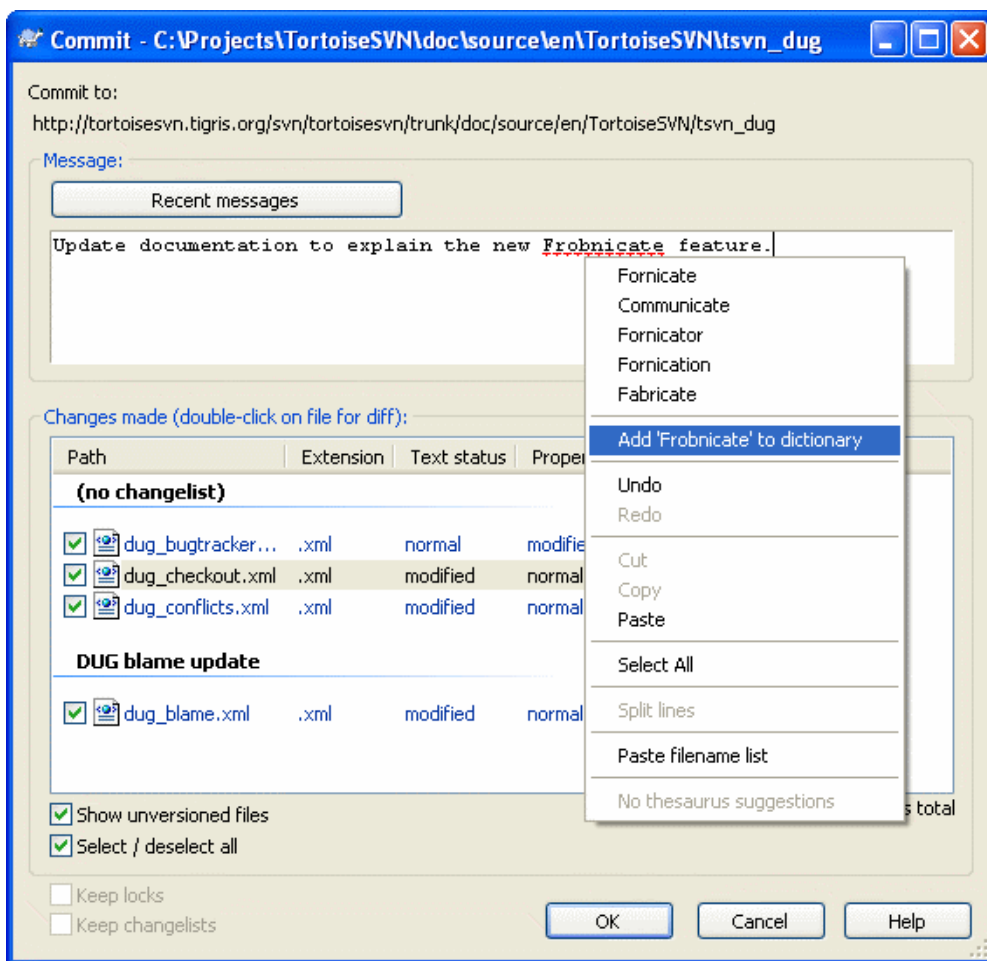 Commit - C:\Projects\TortoiseSVN\doc\source\en\TortoiseSVN\tsvn_dug
Commit to:
http://tortoisesvn.tigris.org/svn/tortoisesvn/trunk/doc/source/en/TortoiseSVN/tsvn_dug
Message:
Recent messages
Update documentation to explain the new Frobnicate feature.
Fornicate
Communicate
Fornicator
Fornication
Fabricate
Add 'Frobnicate' to dictionary
Undo
Redo
Cut
Copy
Paste
Select All
Split lines
Paste filename list
No thesaurus suggestions
Changes made (double-click on file for diff):
Path Extension Text status
(no changelist)
dug_bugtracker... .xml normal
dug_checkout.xml .xml modified normal
dug_conflicts.xml .xml modified normal
DUG blame update
dug_blame.xml .xml modified normal
total
Show unversioned files
Select / deselect all
Keep locks
Keep changelists
OK Cancel Help